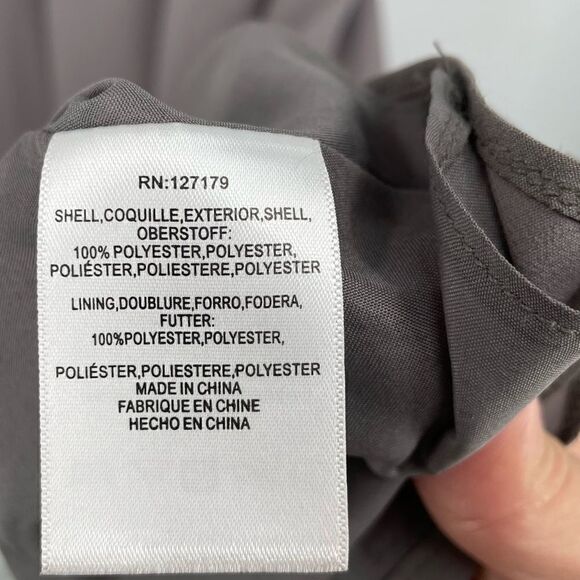 RN:127179
SHELL,COQUILLE,EXTERIOR,SHELL,
OBERSTOFF:
100% POLYESTER,POLYESTER,
POLIÉSTER,POLIESTERE,POLYESTER
LINING,DOUBLURE,FORRO,FODERA,
FUTTER:
100%POLYESTER,POLYESTER,
POLIÉSTER,POLIESTERE,POLYESTER
MADE IN CHINA
FABRIQUE EN CHINE
HECHO EN CHINA